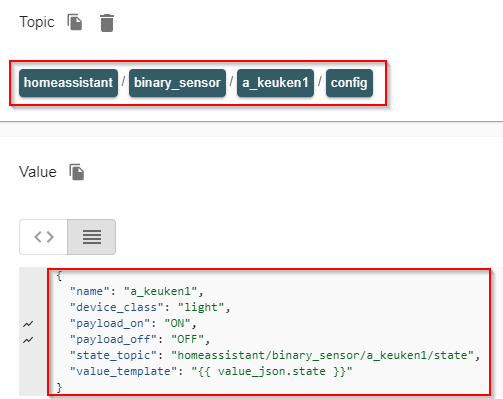 Topic
homeassistant / binary_sensor / a_keuken1 / config
Value
{
"name": "a_keuken1",
"device_class": "light",
"payload_on": "ON",
"payload_off": "OFF",
"state_topic": "homeassistant/binary_sensor/a_keuken1/state",
"value_template": "{{ value_json.state }}"
}